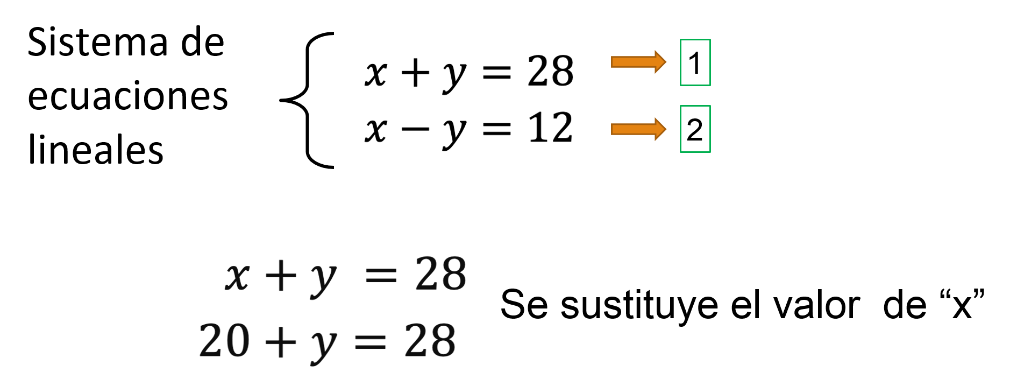 Sistema de
ecuaciones
lineales
x + y = 28
1
x − y = 12
2
x + y = 28
20 + y = 28
Se sustituye el valor de “x”